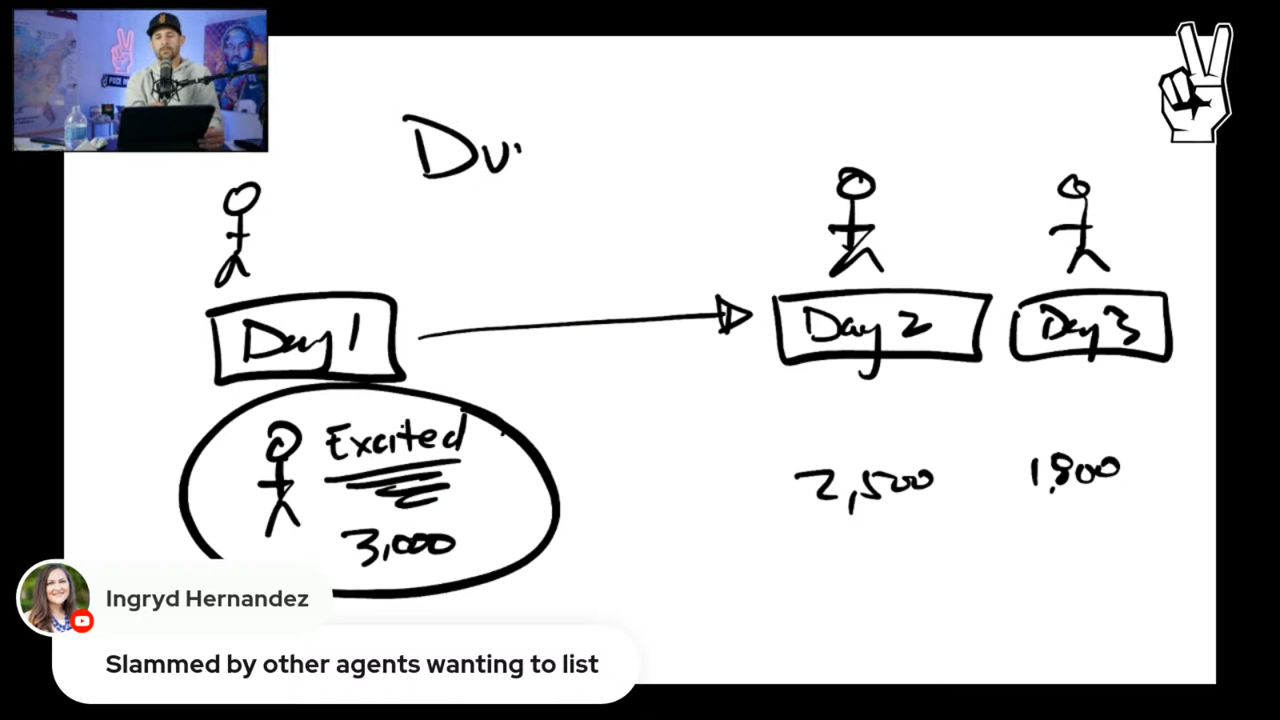 Du
Day 1
Day 2
Day 3
Excited
3,000
2,500
1,800
Ingryd Hernandez
Slammed by other agents wanting to list